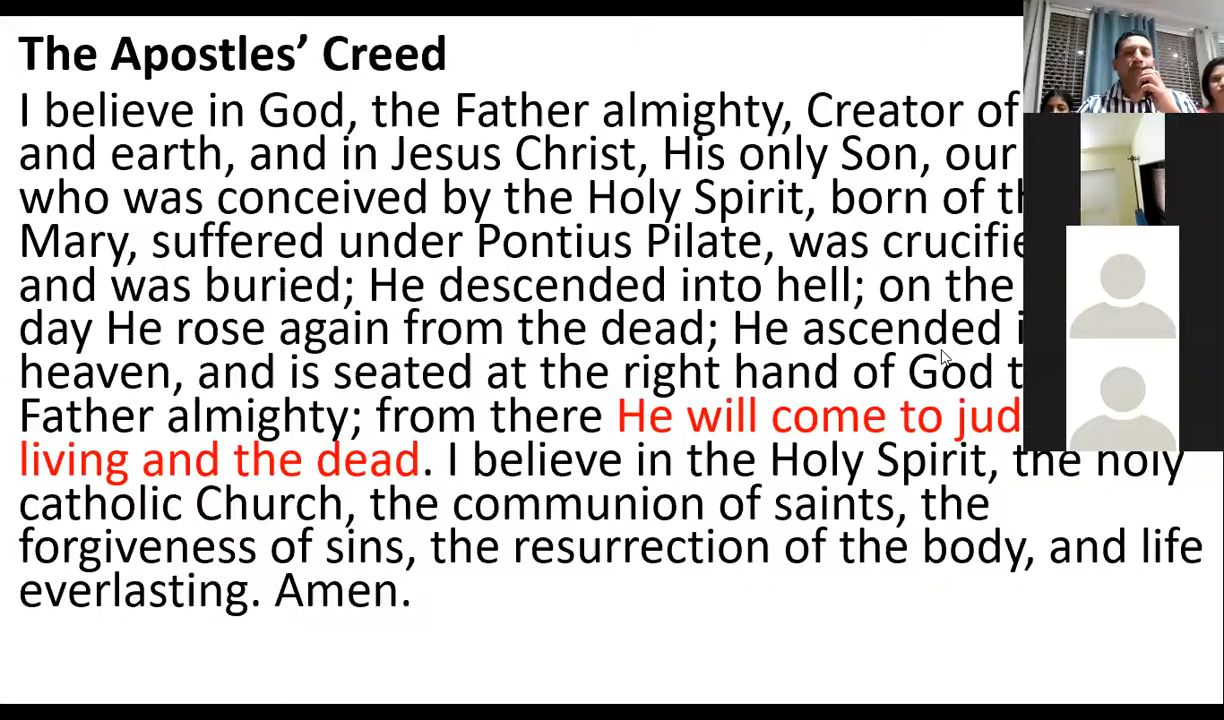 The Apostles’ Creed
I believe in God, the Father almighty, Creator of
and earth, and in Jesus Christ, His only Son, our
who was conceived by the Holy Spirit, born of
Mary, suffered under Pontius Pilate, was
and was buried; He descended into hell; on the
day He rose again from the dead; He ascended
heaven, and is seated at the right hand of God
Father almighty; from there He will come to
living and the dead. I believe in the Holy Spirit, the holy
catholic Church, the communion of saints, the
forgiveness of sins, the resurrection of the body, and life
everlasting. Amen.